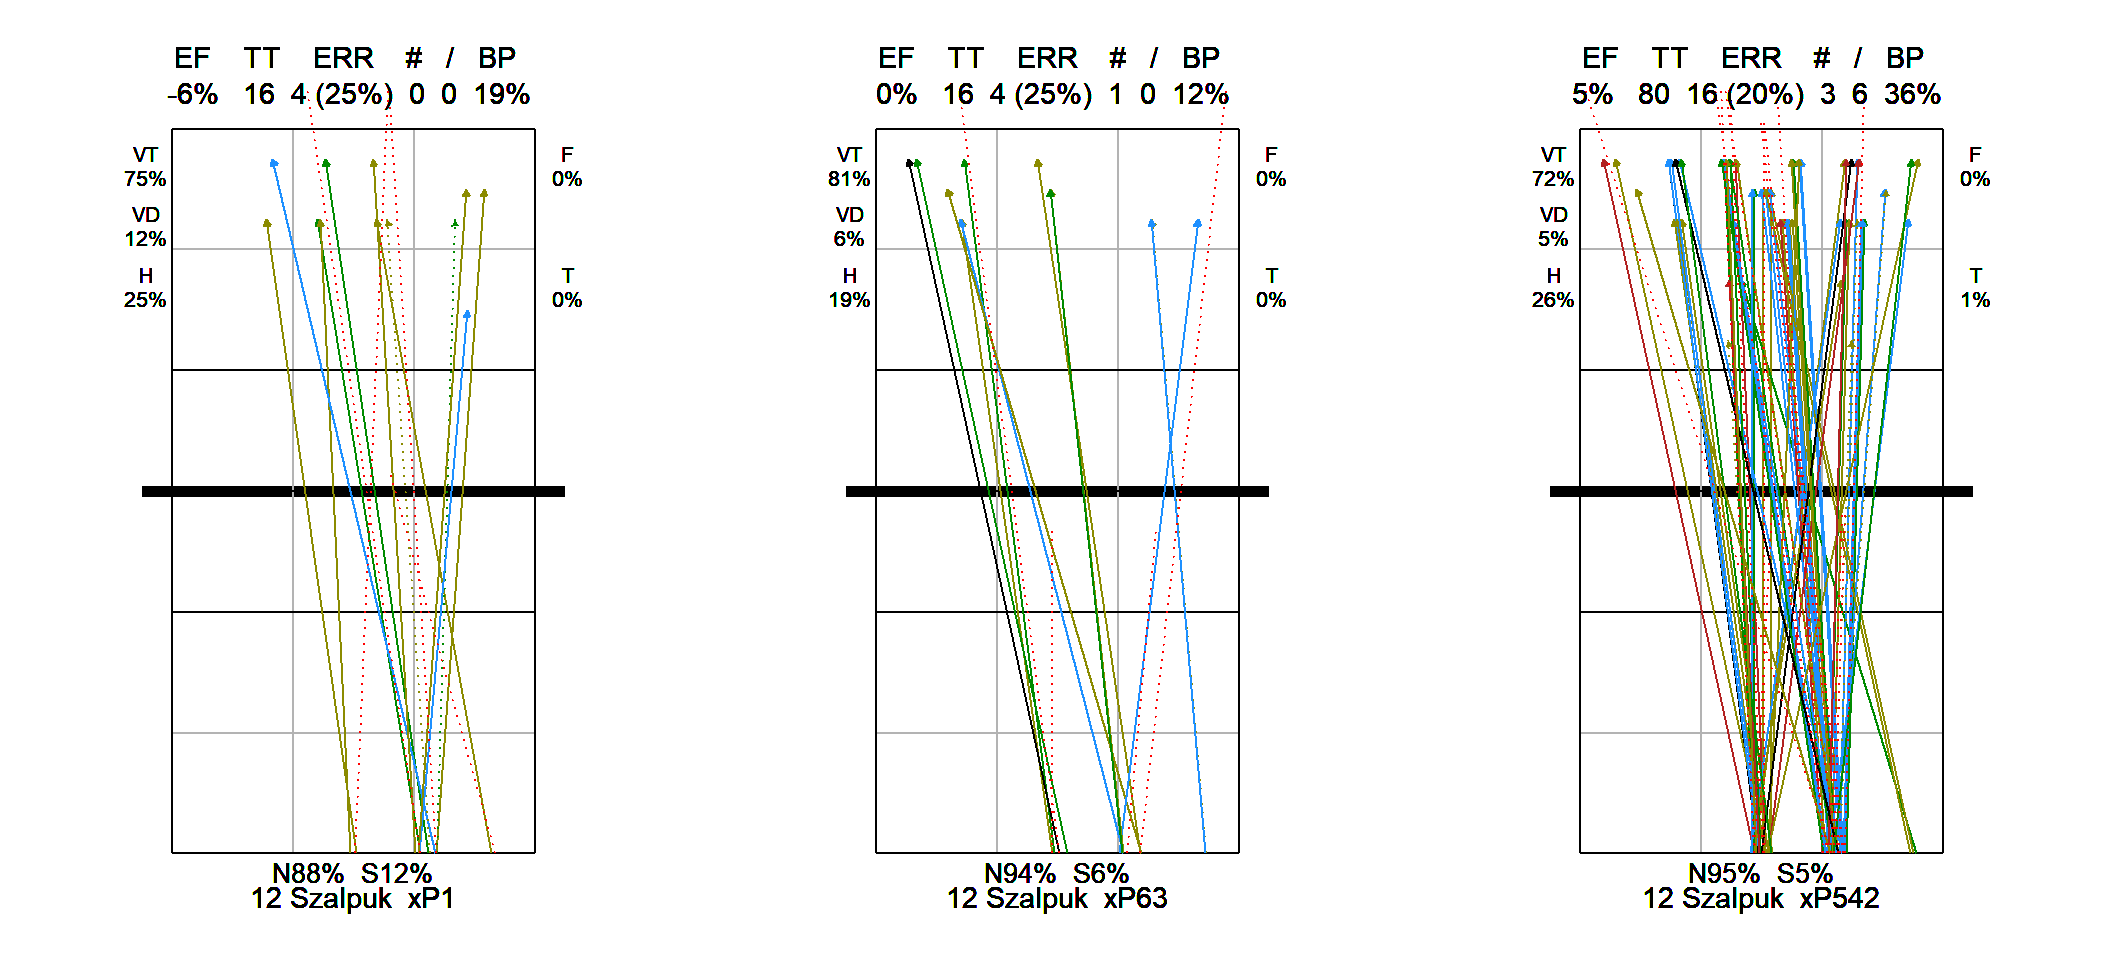 EF TT ERR # / BP
-6% 16 4 (25%) 0 0 19%
VT
75%
VD
12%
H
25%
F
0%
T
0%
N88% S12%
12 Szalpuk xP1
EF TT ERR # / BP
0% 16 4 (25%) 1 0 12%
VT
81%
VD
6%
H
19%
F
0%
T
0%
N94% S6%
12 Szalpuk xP63
EF TT ERR # / BP
5% 80 16 (20%) 3 6 36%
VT
72%
VD
5%
H
26%
F
0%
T
1%
N95% S5%
12 Szalpuk xP542